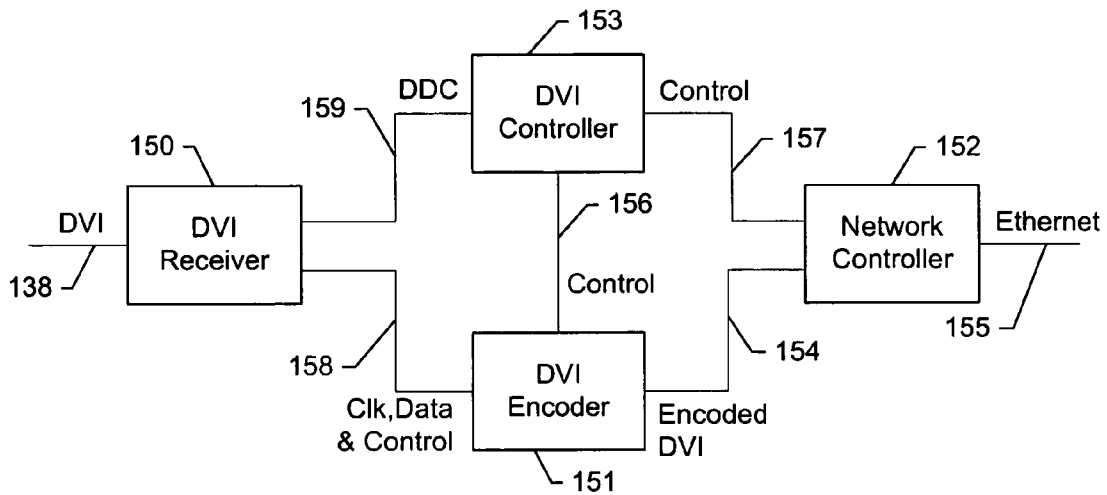 153
DDC
DVI
Controller
Control
159
157
150
152
DVI
DVI
Receiver
156
Network
Controller
Ethernet
138
Control
155
158
154
DVI
Encoder
Clk,Data
& Control
Encoded
DVI
151